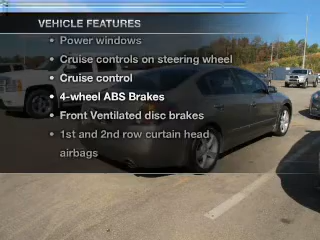 VEHICLE FEATURES
• Power windows
• Cruise controls on steering wheel
• Cruise control
• 4-wheel ABS Brakes
• Front Ventilated disc brakes
• 1st and 2nd row curtain head
airbags